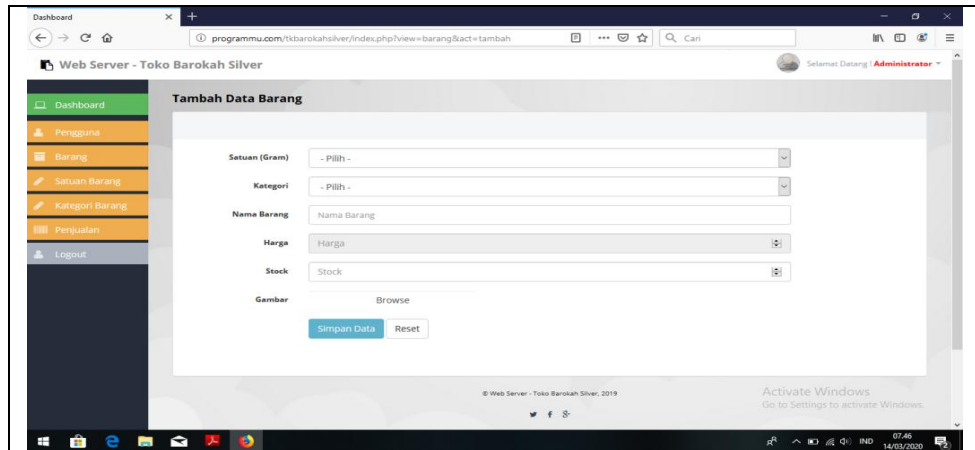 Dashboard
programmu.com/tkbarokahsilver/index.php?view=barang&act=tambah
Cari
Web Server - Toko Barokah Silver
Selamat Datang ! Administrator
Dashboard
Pengguna
Barang
Satuan Barang
Kategori Barang
Penjualan
Logout
Tambah Data Barang
Satuan (Gram)
- Pilih -
Kategori
- Pilih -
Nama Barang
Nama Barang
Harga
Harga
Stock
Stock
Gambar
Browse
Simpan Data
Reset
© Web Server - Toko Barokah Silver, 2019
Activate Windows
Go to Settings to activate Windows.
IND
07.46
14/03/2020